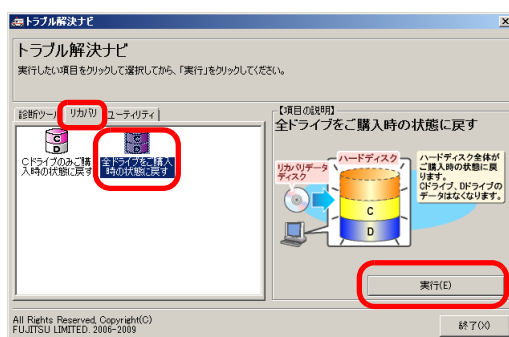 トラブル解決ナビ
トラブル解決ナビ
実行したい項目をクリックして選択してから、「実行」をクリックしてください。
診断ツール
リカバリ
ユーティリティ
C
D
Cドライブのみご購
入時の状態に戻す
C
D
全ドライブをご購入
時の状態に戻す
【項目の説明】
全ドライブをご購入時の状態に戻す
リカバリデータ
ディスク
ハードディスク
C
D
ハードディスク全体が
ご購入時の状態に戻
ります。
Cドライブ、Dドライブの
データはなくなります。
実行(E)
All Rights Reserved, Copyright(C)
FUJITSU LIMITED. 2006-2009
終了(X)